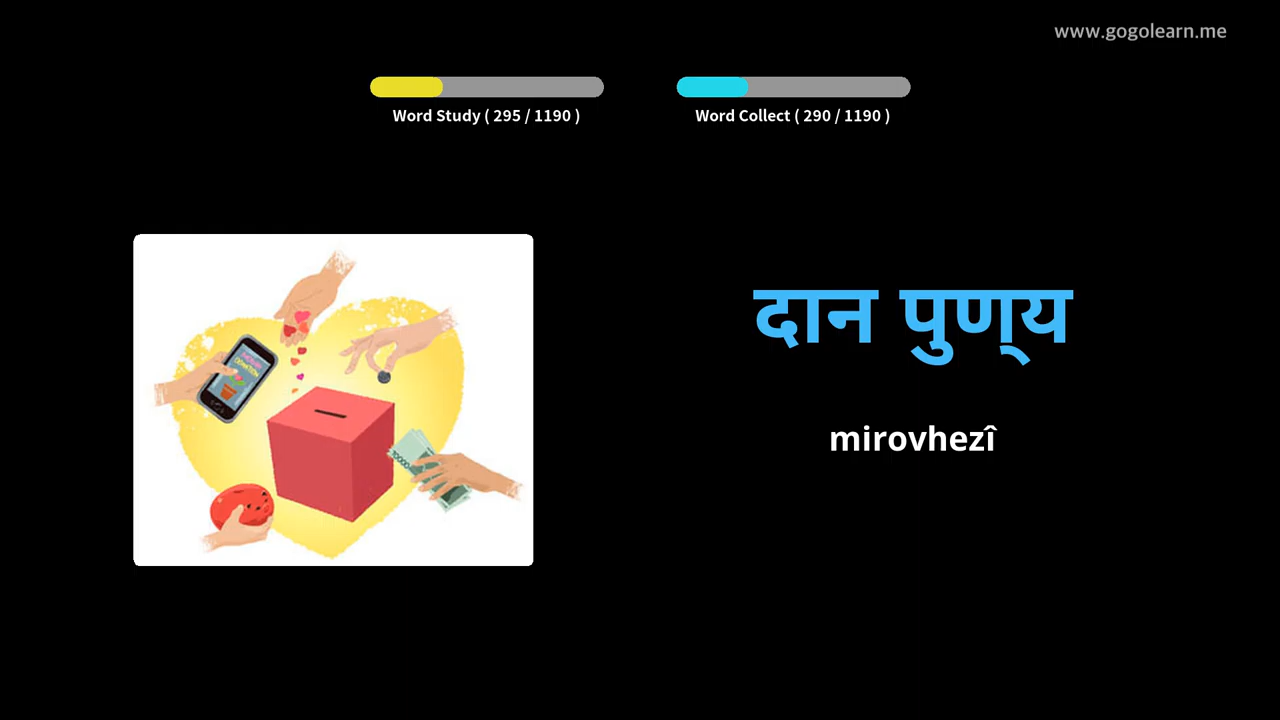 www.gogolearn.me
Word Study ( 295 / 1190 )
Word Collect ( 290 / 1190 )
दान पुण्‍य
mirovhezî